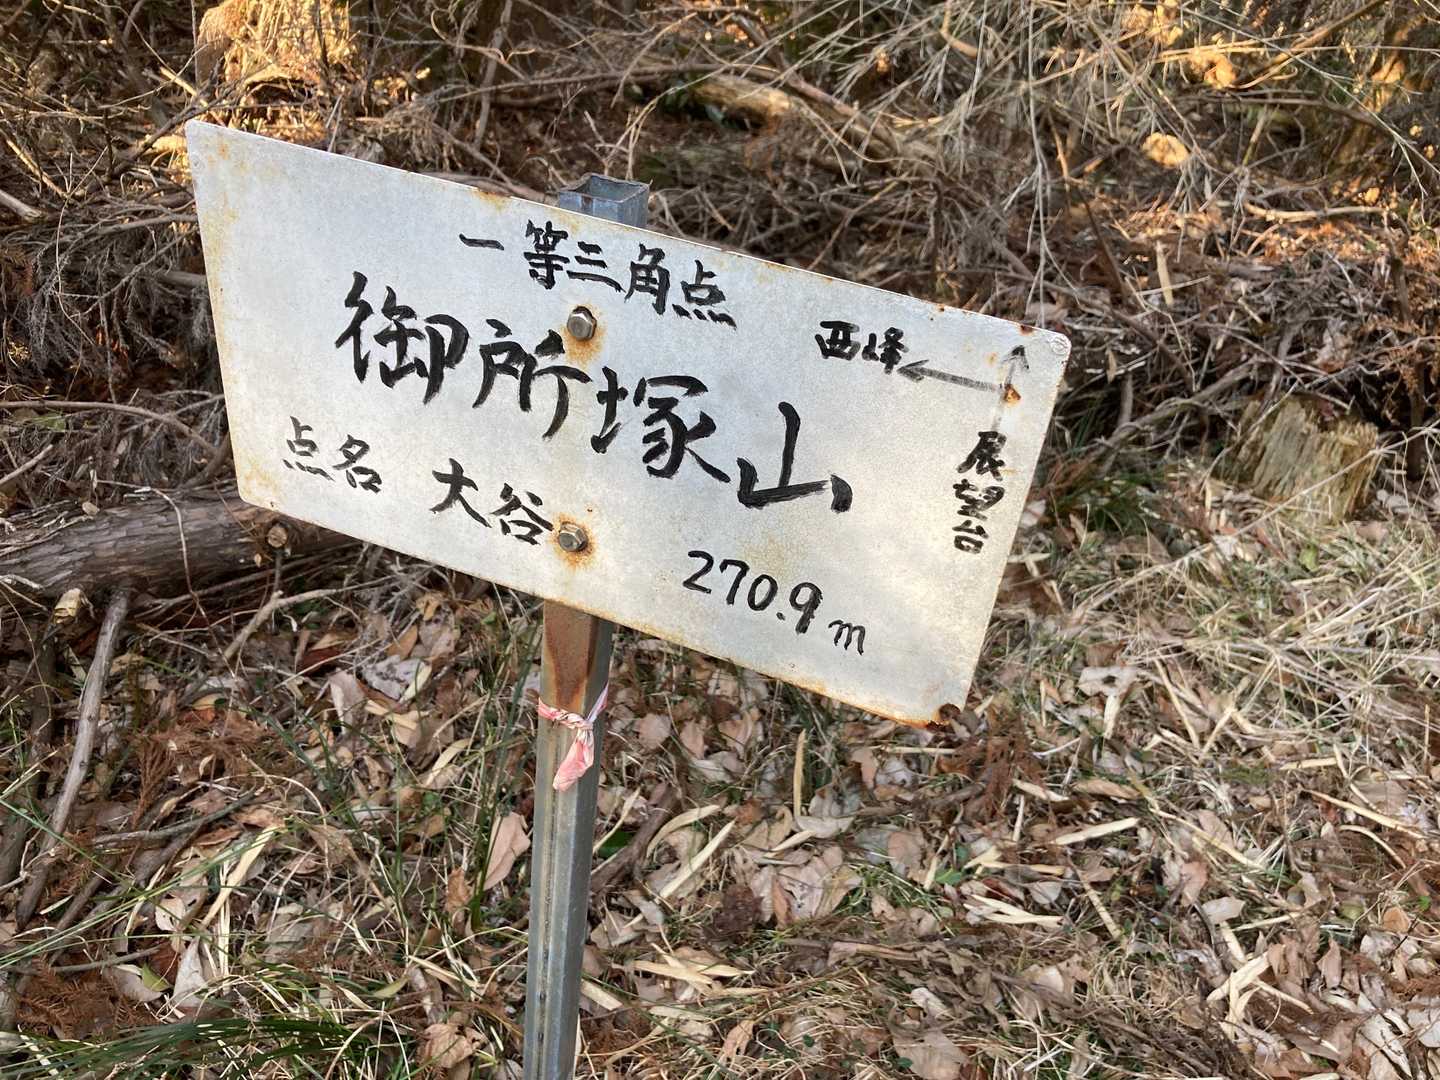 一等三角点
御所塚山
点名 大谷
270.9m
西峰
展望台